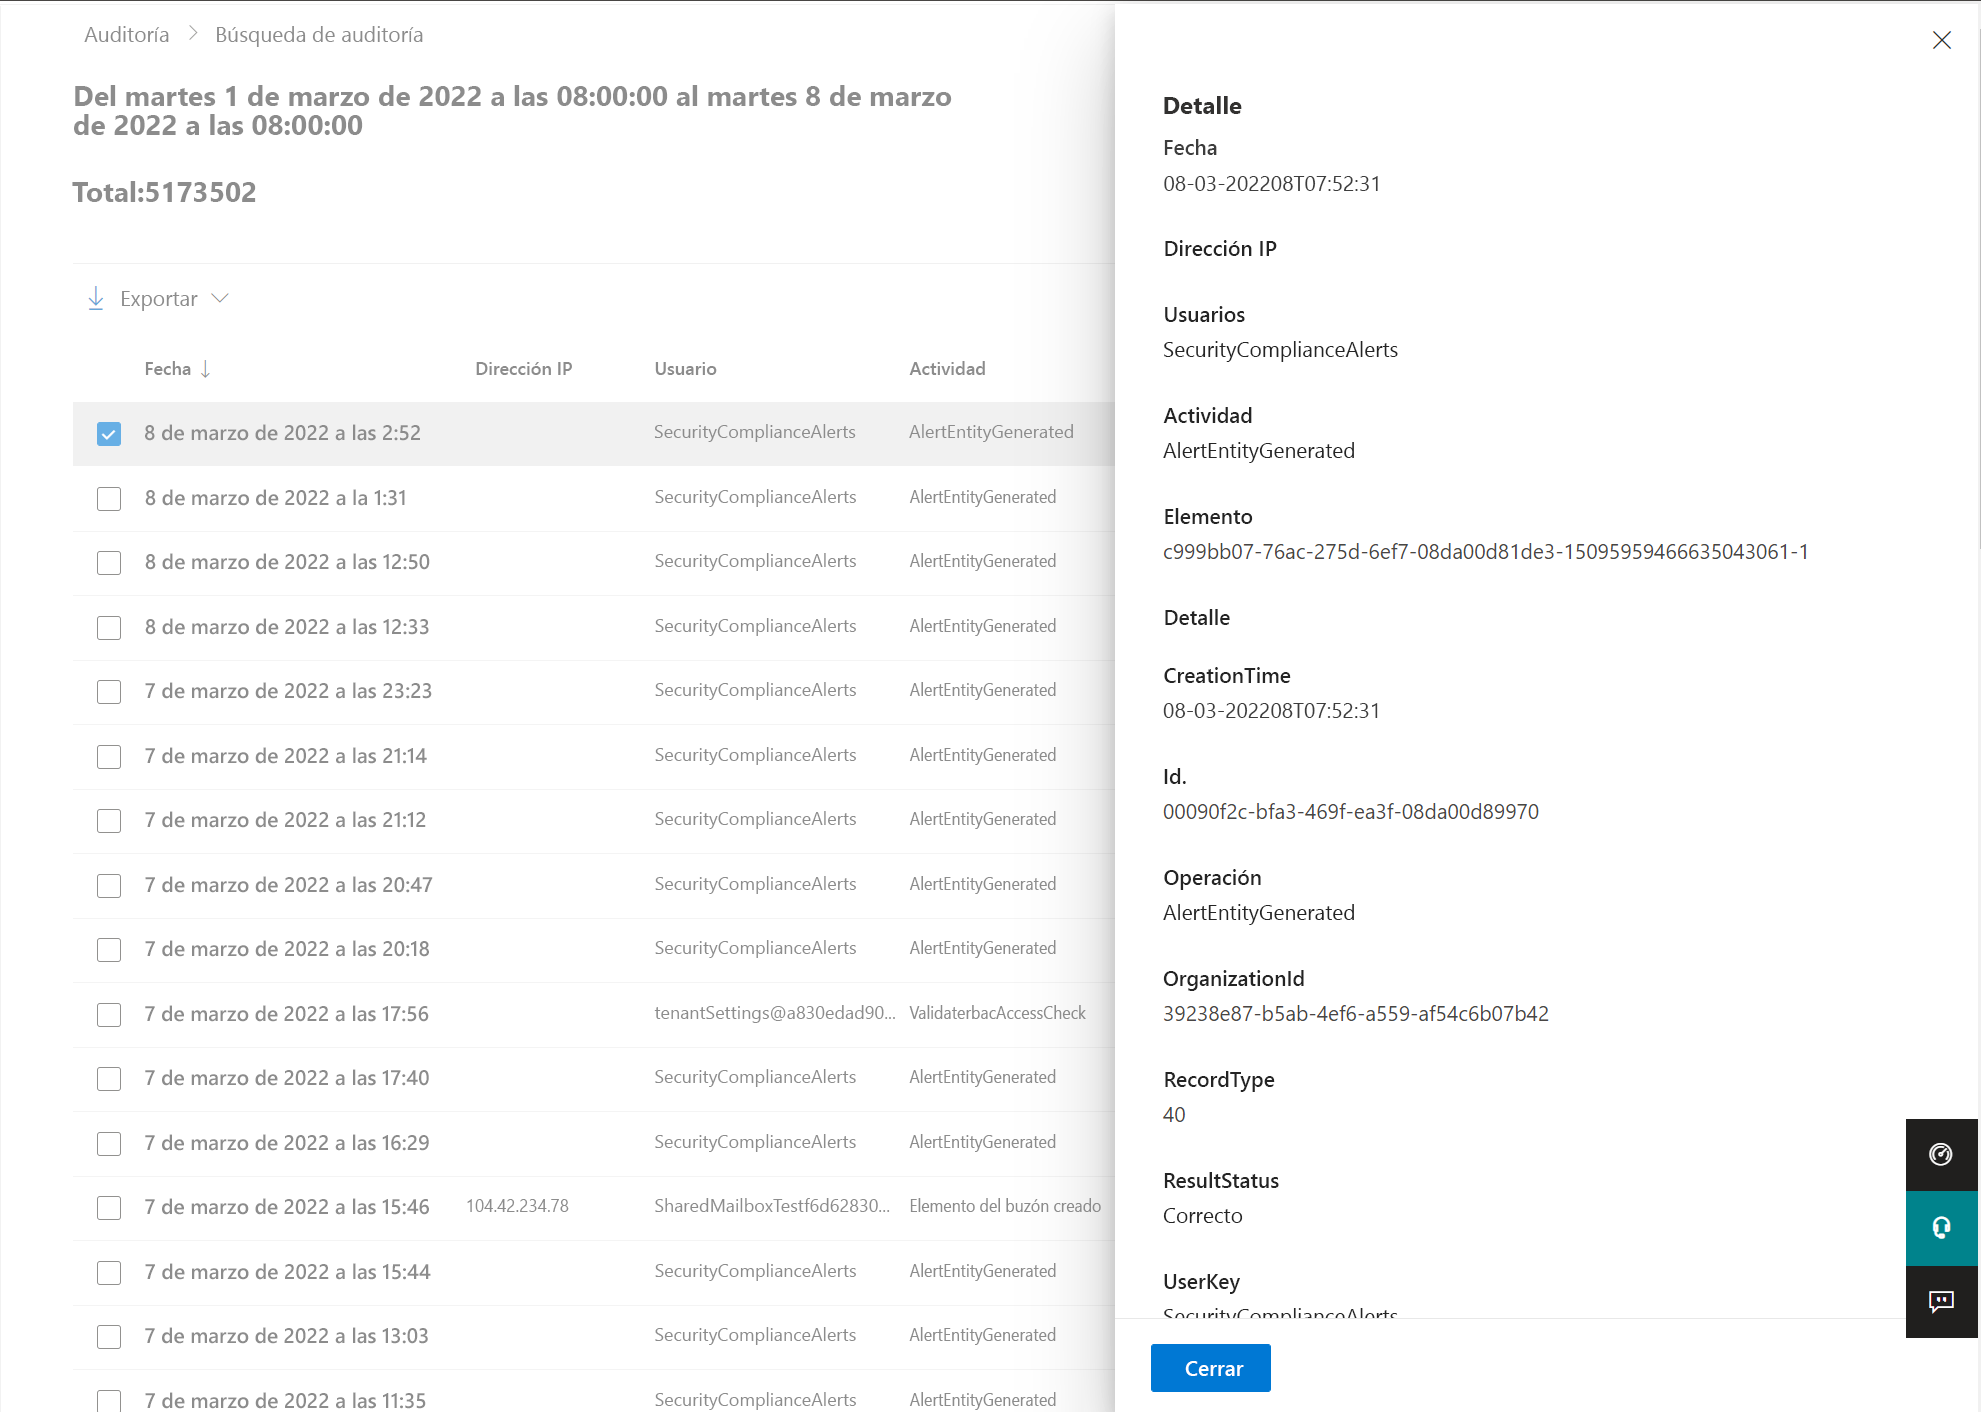 Auditoría
Búsqueda de auditoría
Del martes 1 de marzo de 2022 a las 08:00:00 al martes 8 de marzo
de 2022 a las 08:00:00
Total:5173502
Exportar
Fecha Dirección IP Usuario Actividad
8 de marzo de 2022 a las 2:52 SecurityComplianceAlerts AlertEntityGenerated
8 de marzo de 2022 a la 1:31 SecurityComplianceAlerts AlertEntityGenerated
8 de marzo de 2022 a las 12:50 SecurityComplianceAlerts AlertEntityGenerated
8 de marzo de 2022 a las 12:33 SecurityComplianceAlerts AlertEntityGenerated
7 de marzo de 2022 a las 23:23 SecurityComplianceAlerts AlertEntityGenerated
7 de marzo de 2022 a las 21:14 SecurityComplianceAlerts AlertEntityGenerated
7 de marzo de 2022 a las 21:12 SecurityComplianceAlerts AlertEntityGenerated
7 de marzo de 2022 a las 20:47 SecurityComplianceAlerts AlertEntityGenerated
7 de marzo de 2022 a las 20:18 SecurityComplianceAlerts AlertEntityGenerated
7 de marzo de 2022 a las 17:56 tenantSettings@a830edad90... ValidaterbacAccessCheck
7 de marzo de 2022 a las 17:40 SecurityComplianceAlerts AlertEntityGenerated
7 de marzo de 2022 a las 16:29 SecurityComplianceAlerts AlertEntityGenerated
7 de marzo de 2022 a las 15:46 104.42.234.78 SharedMailboxTestf6d62830... Elemento del buzón creado
7 de marzo de 2022 a las 15:44 SecurityComplianceAlerts AlertEntityGenerated
7 de marzo de 2022 a las 13:03 SecurityComplianceAlerts AlertEntityGenerated
7 de marzo de 2022 a las 11:35 SecurityComplianceAlerts AlertEntityGenerated
Detalle
Fecha
08-03-202208T07:52:31
Dirección IP
Usuarios
SecurityComplianceAlerts
Actividad
AlertEntityGenerated
Elemento
c999bb07-76ac-275d-6ef7-08da00d81de3-15095959466635043061-1
Detalle
CreationTime
08-03-202208T07:52:31
Id.
00090f2c-bfa3-469f-ea3f-08da00d89970
Operación
AlertEntityGenerated
OrganizationId
39238e87-b5ab-4ef6-a559-af54c6b07b42
RecordType
40
ResultStatus
Correcto
UserKey
SecurityComplianceAlerts
Cerrar